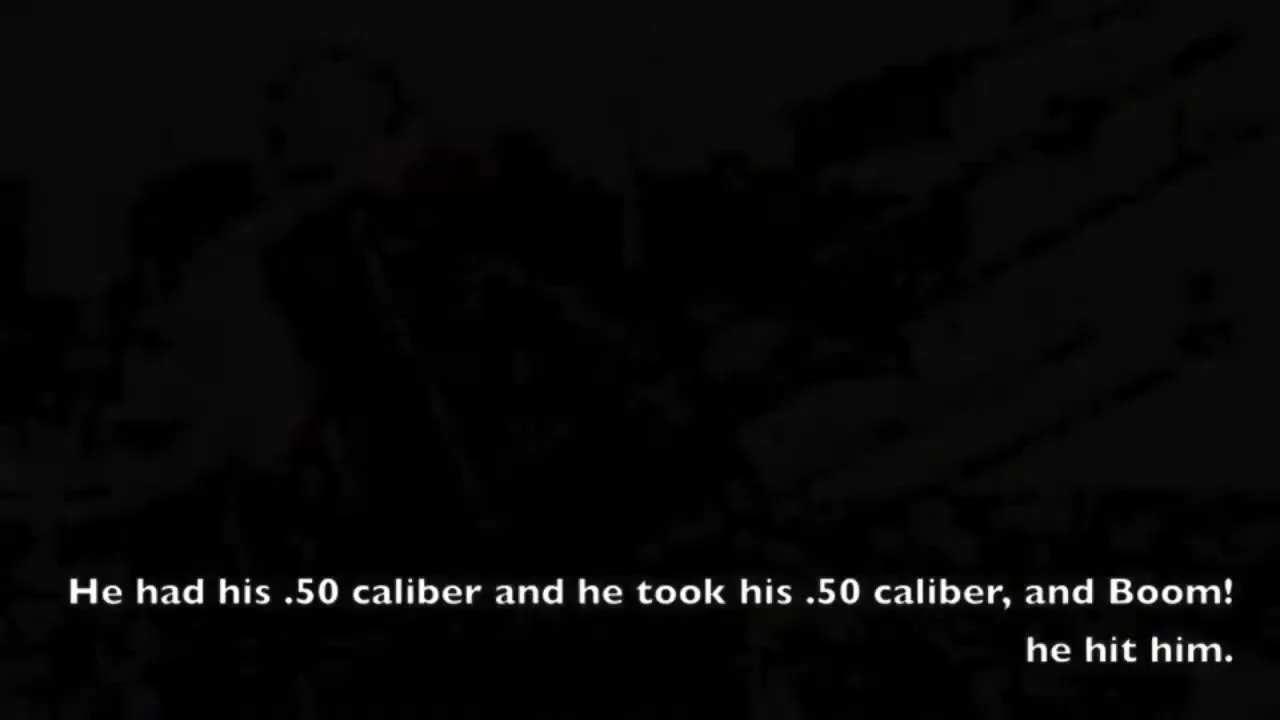 He had his .50 caliber and he took his .50 caliber, and Boom!
he hit him.